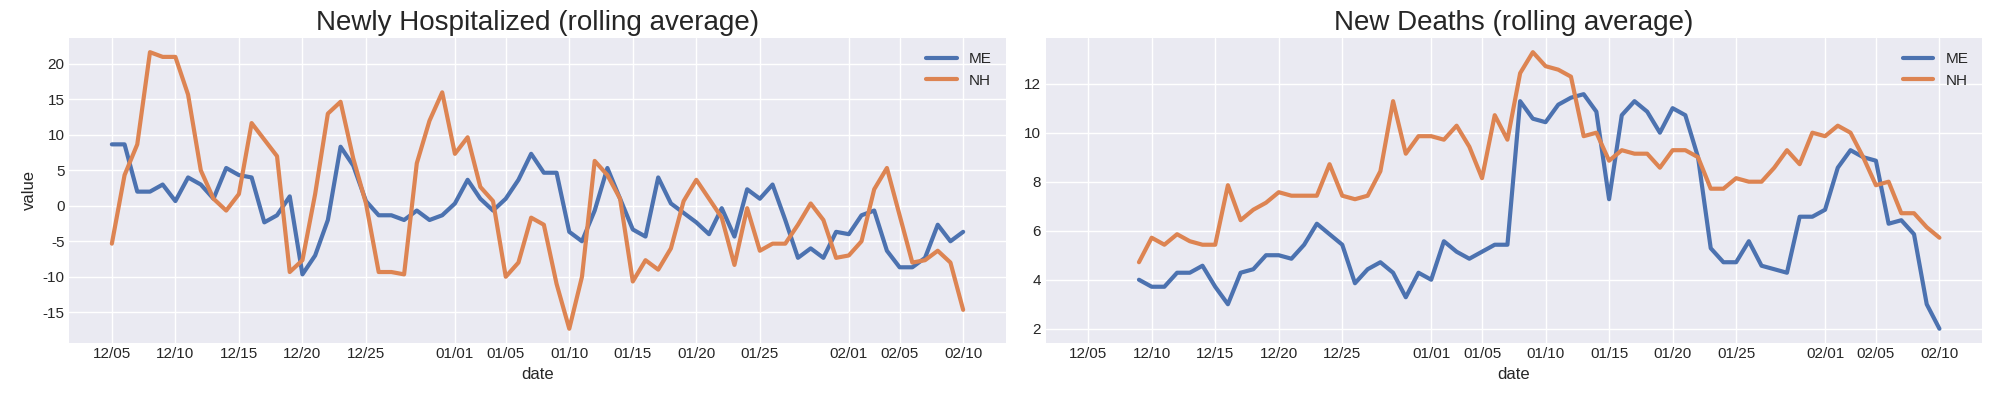 Newly Hospitalized (rolling average)
value
20
15
10
5
0
-5
-10
-15
12/05 12/10 12/15 12/20 12/25 01/01 01/05 01/10 01/15 01/20 01/25 02/01 02/05 02/10
date
ME
NH
New Deaths (rolling average)
12
10
8
6
4
2
12/05 12/10 12/15 12/20 12/25 01/01 01/05 01/10 01/15 01/20 01/25 02/01 02/05 02/10
date
ME
NH